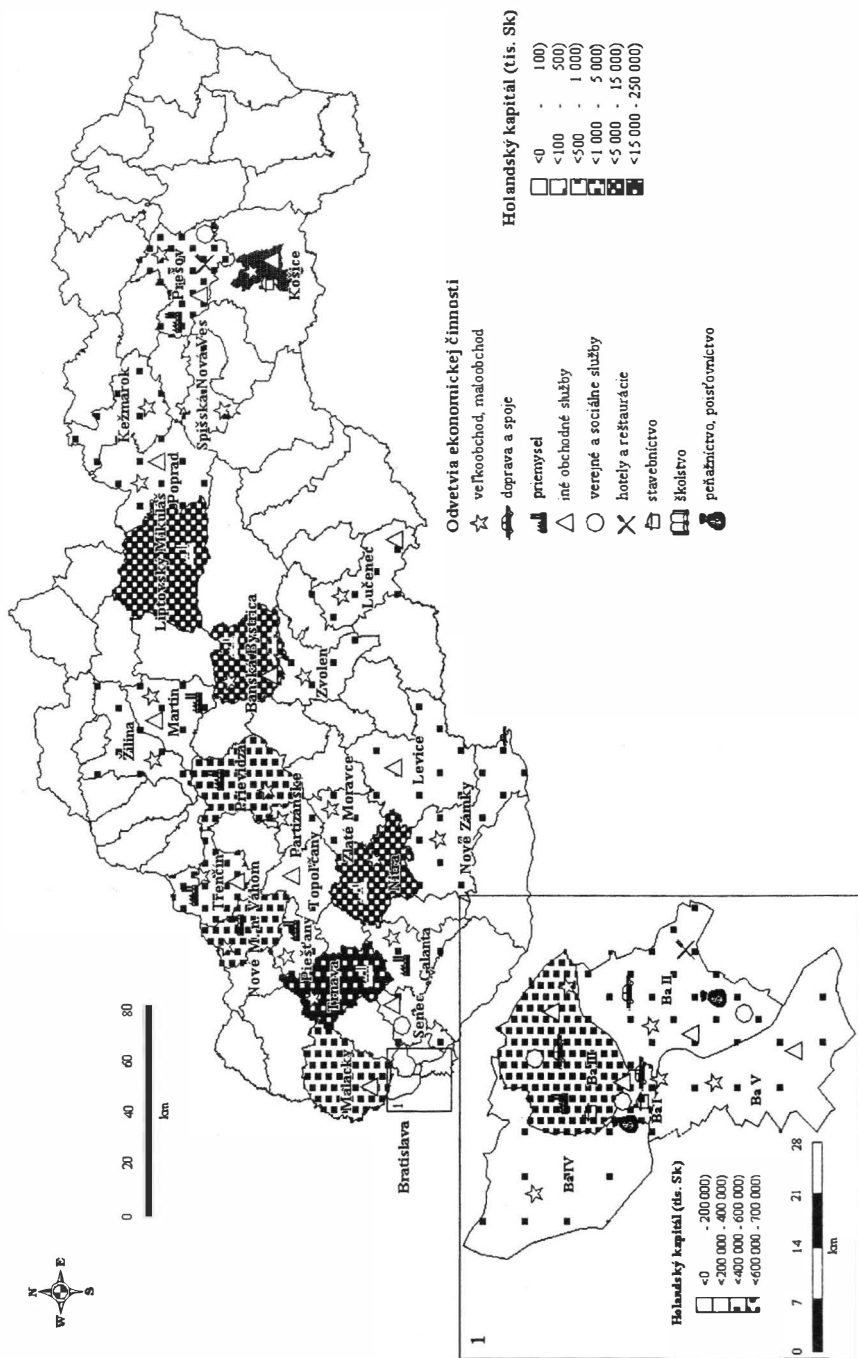 N
W E
S
0 20 40 60 80
km
Bratislava
1
Malacky
Senec
Trnava
Galanta
Piešťany
Nové M. n. Váhom
Trenčín
Topoľčany
Partizánske
Prievidza
Nitra
Zlaté Moravce
Nové Zámky
Levice
Žilina
Martin
Banská Bystrica
Zvolen
Lučenec
Liptovský Mikuláš
Poprad
Kežmarok
Spišská Nová Ves
Prešov
Košice
Odvetvia ekonomickej činnosti
veľkoobchod, maloobchod
doprava a spoje
priemysel
iné obchodné služby
verejné a sociálne služby
hotely a reštaurácie
stavebníctvo
školstvo
peňažníctvo, poisťovníctvo
Holandský kapitál (tis. Sk)
<0 - 100)
<100 - 500)
<500 - 1 000)
<1 000 - 5 000)
<5 000 - 15 000)
<15 000 - 250 000)
1
Ba IV
Ba III
Ba I
Ba II
Ba V
Holandský kapitál (tis. Sk)
<0 - 200 000)
<200 000 - 400 000)
<400 000 - 600 000)
<600 000 - 700 000)
0 7 14 21 28
km